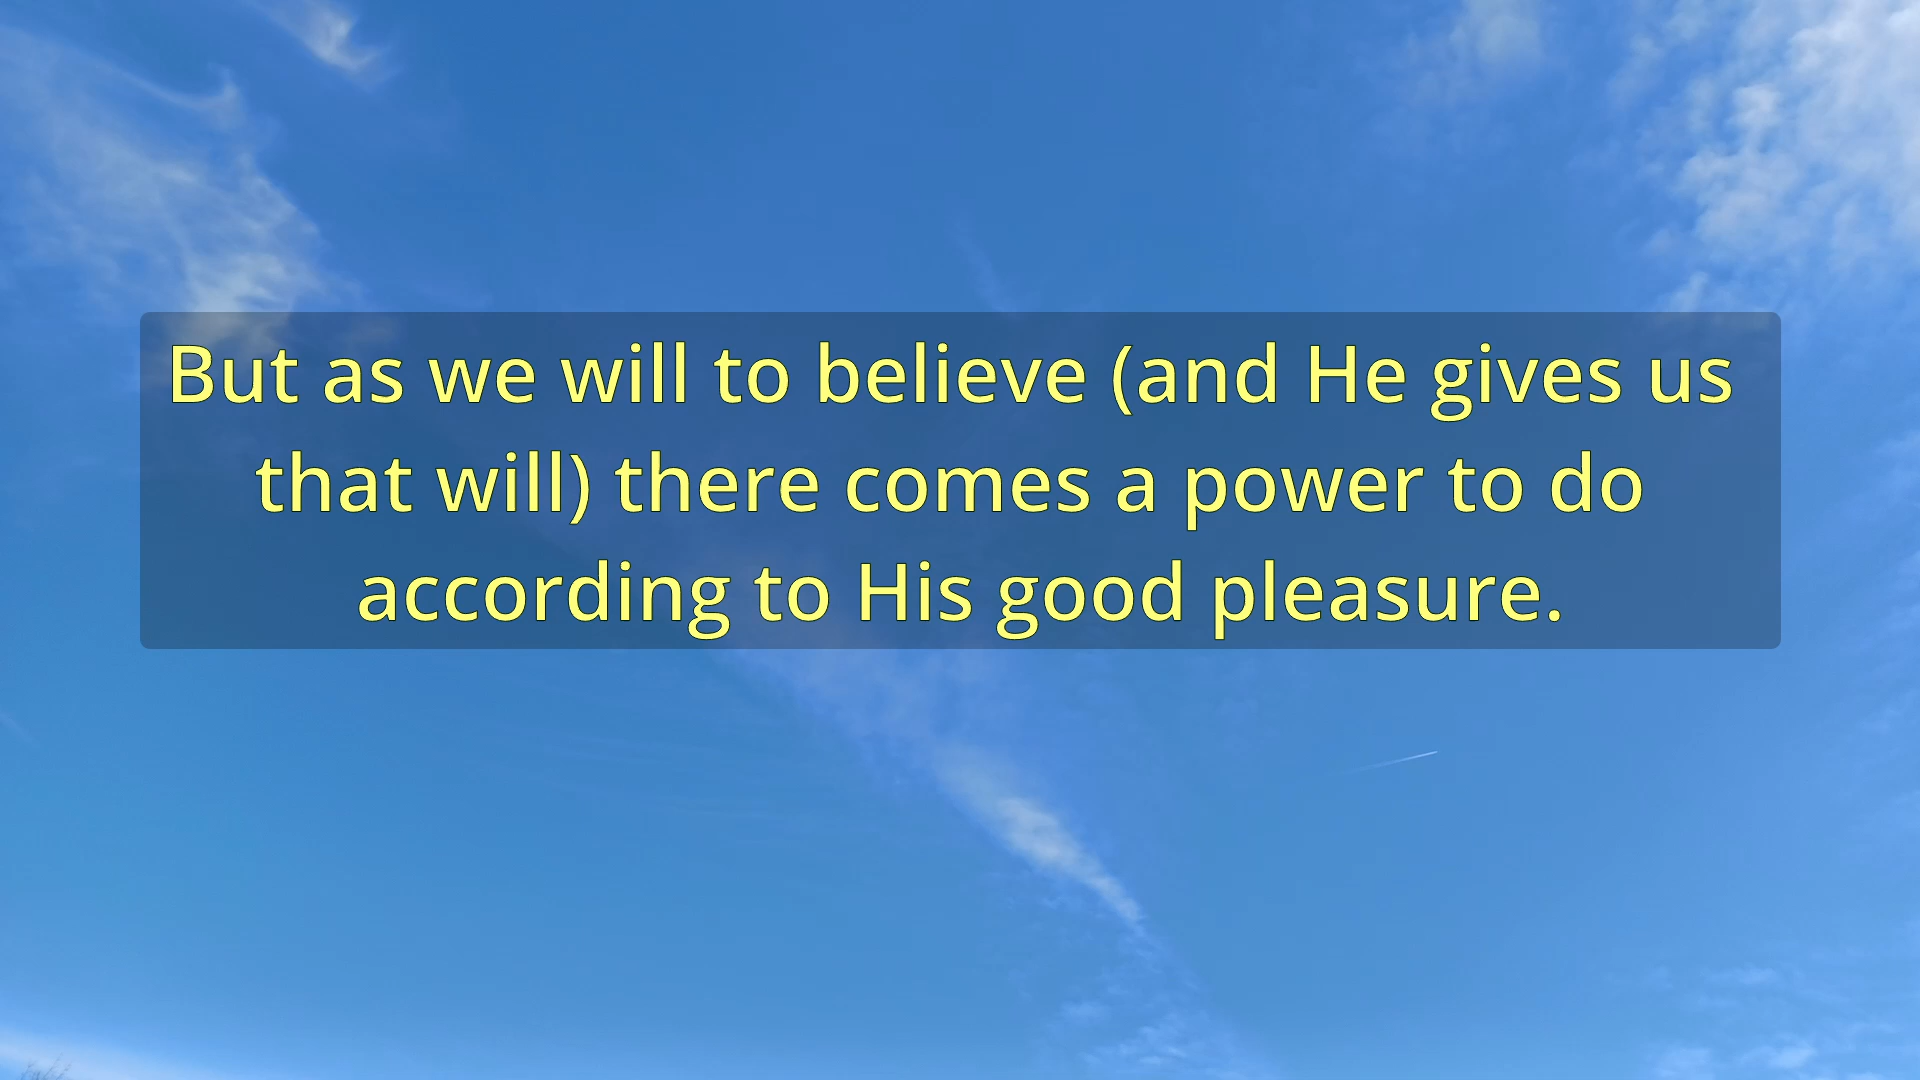 But as we will to believe (and He gives us
that will) there comes a power to do
according to His good pleasure.